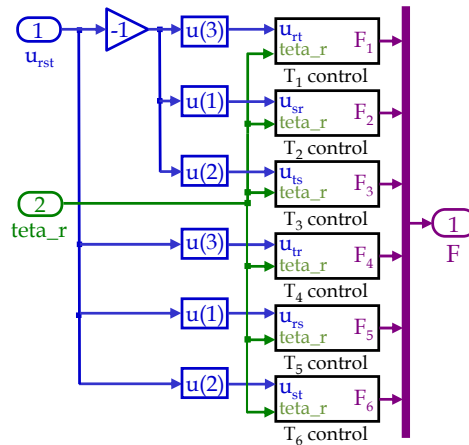 1
u_rst
-1
u(3)
u_rt
teta_r
F_1
T_1 control
u(1)
u_sr
teta_r
F_2
T_2 control
u(2)
u_ts
teta_r
F_3
T_3 control
2
teta_r
u(3)
u_tr
teta_r
F_4
T_4 control
1
F
u(1)
u_rs
teta_r
F_5
T_5 control
u(2)
u_st
teta_r
F_6
T_6 control